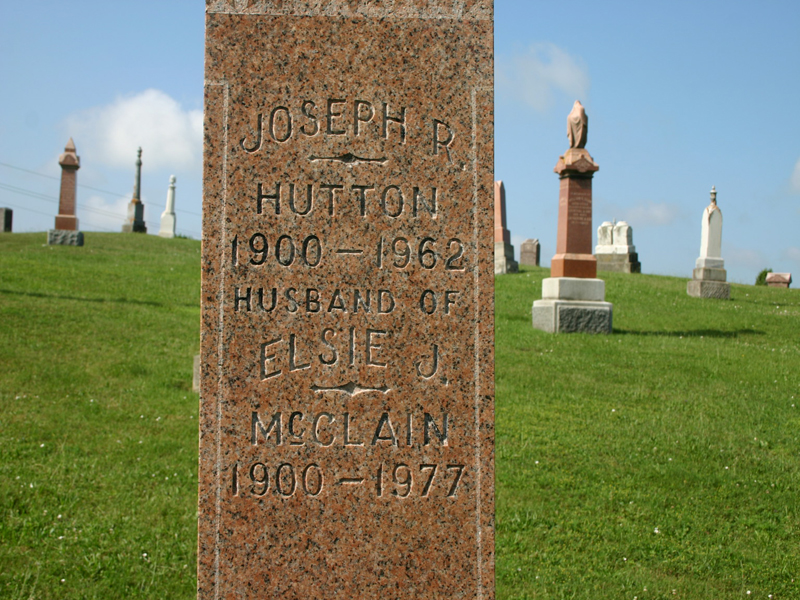 JOSEPH R.
HUTTON
1900 - 1962
HUSBAND OF
ELSIE J.
McCLAIN
1900 - 1977